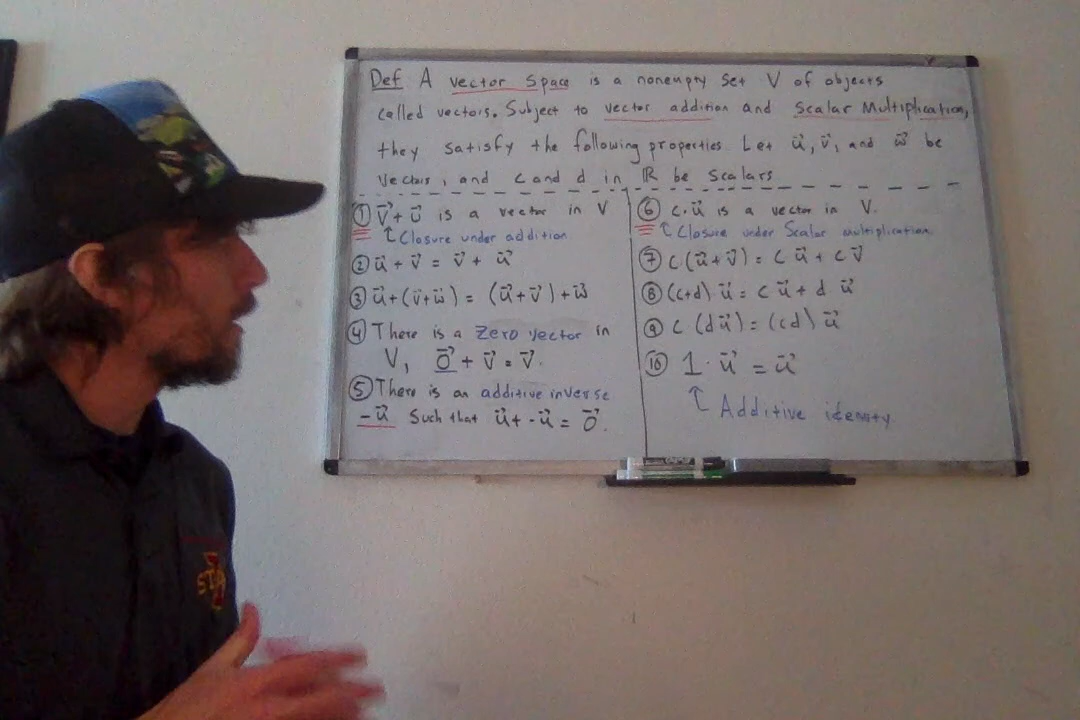 Def A vector space is a nonempty set V of objects
called vectors. Subject to vector addition and Scalar Multiplication,
they satisfy the following properties. Let u⃗, v⃗, and w⃗ be
Vectors, and c and d in ℝ be scalars
① v⃗ + u⃗ is a vector in V
Closure under addition
② u⃗ + v⃗ = v⃗ + u⃗
③ u⃗ + (v⃗ + w⃗) = (u⃗ + v⃗) + w⃗
④ There is a Zero Vector in
V, 0⃗ + v⃗ = v⃗.
⑤ There is an additive inverse
-u⃗ Such that u⃗ + -u⃗ = 0⃗.
⑥ c·u⃗ is a vector in V.
Closure under Scalar multiplication
⑦ c(u⃗ + v⃗) = c u⃗ + c v⃗
⑧ (c+d) u⃗ = c u⃗ + d u⃗
⑨ c (d u⃗) = (cd) u⃗
⑩ 1 · u⃗ = u⃗
Additive identity